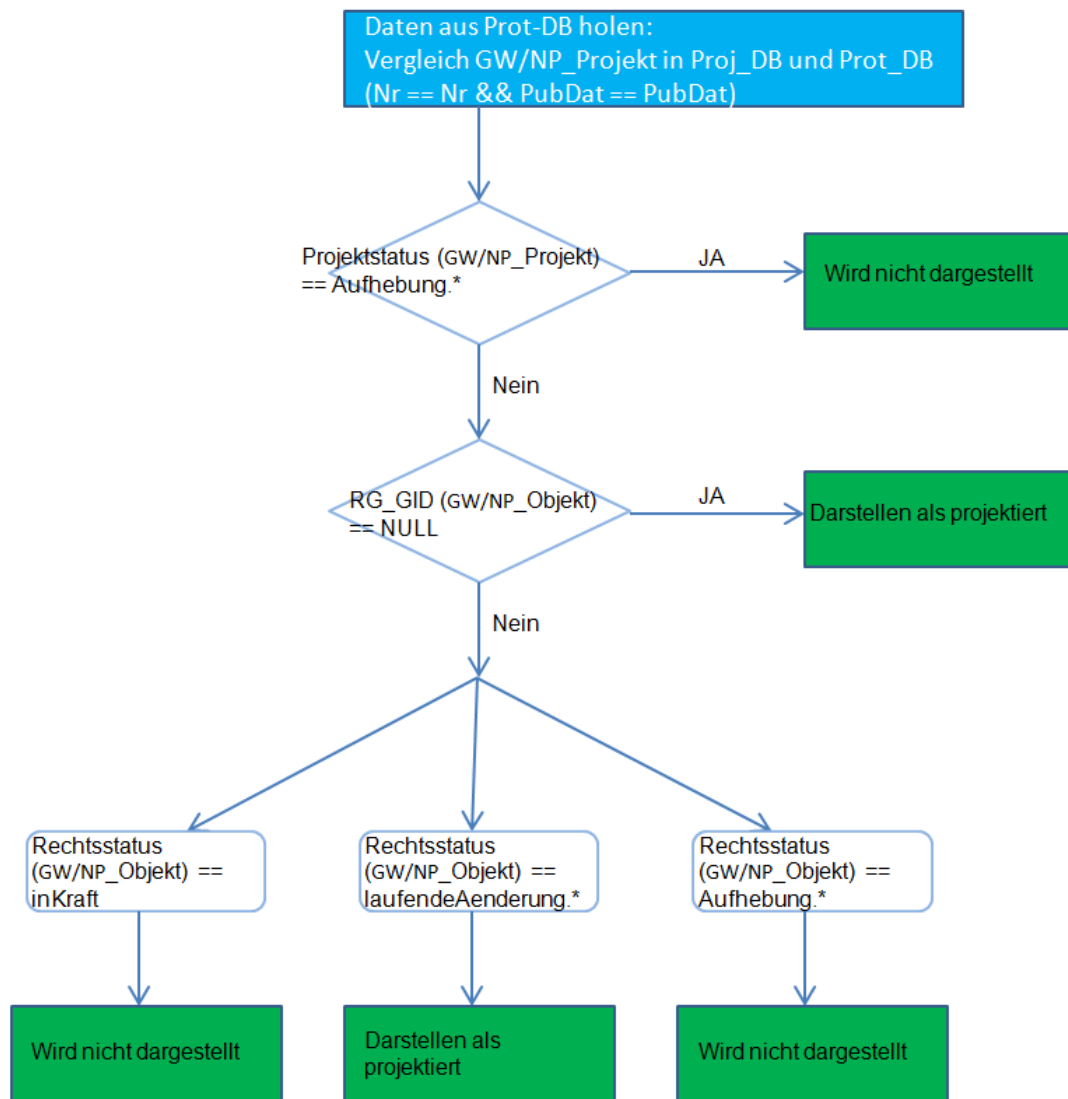 Daten aus Prot-DB holen:
Vergleich GW/NP_Projekt in Proj_DB und Prot_DB
(Nr == Nr && PubDat == PubDat)
Projektstatus (GW/NP_Projekt)
== Aufhebung.*
JA
Wird nicht dargestellt
Nein
RG_GID (GW/NP_Objekt)
== NULL
JA
Darstellen als projektiert
Nein
Rechtsstatus
(GW/NP_Objekt) ==
inKraft
Rechtsstatus
(GW/NP_Objekt) ==
laufendeAenderung.*
Rechtsstatus
(GW/NP_Objekt) ==
Aufhebung.*
Wird nicht dargestellt
Darstellen als
projektiert
Wird nicht dargestellt